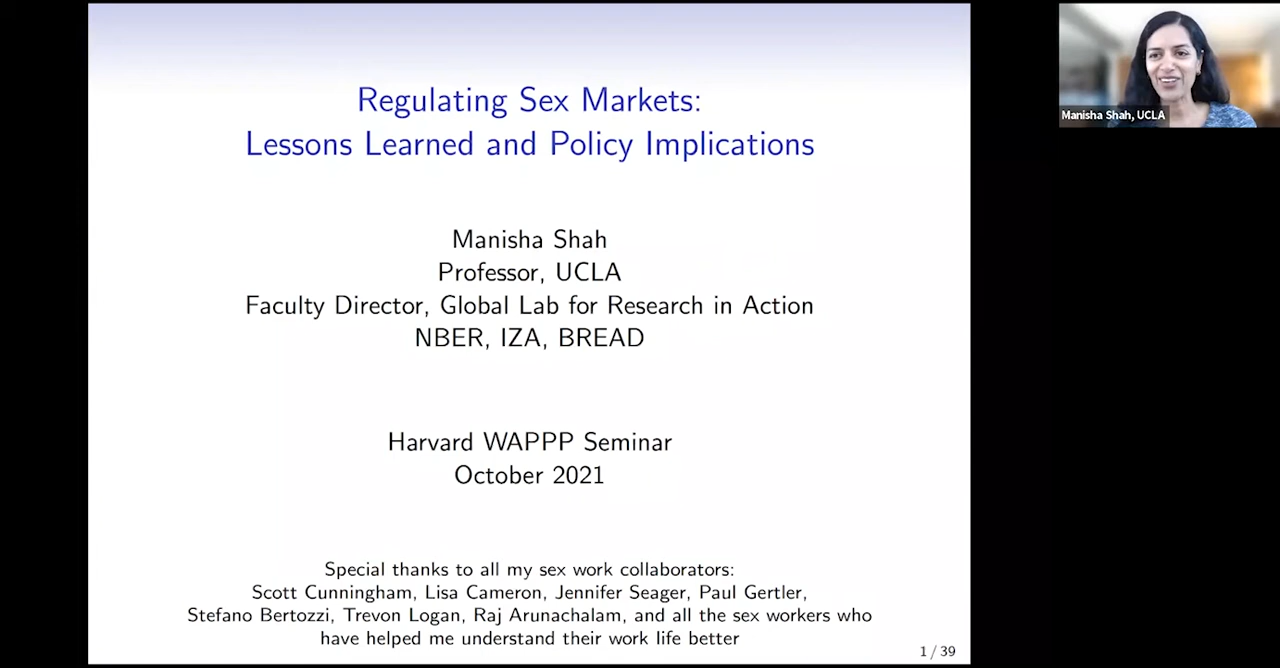 Regulating Sex Markets:
Lessons Learned and Policy Implications
Manisha Shah
Professor, UCLA
Faculty Director, Global Lab for Research in Action
NBER, IZA, BREAD
Harvard WAPPP Seminar
October 2021
Special thanks to all my sex work collaborators:
Scott Cunningham, Lisa Cameron, Jennifer Seager, Paul Gertler,
Stefano Bertozzi, Trevon Logan, Raj Arunachalam, and all the sex workers who
have helped me understand their work life better
1 / 39
Manisha Shah, UCLA